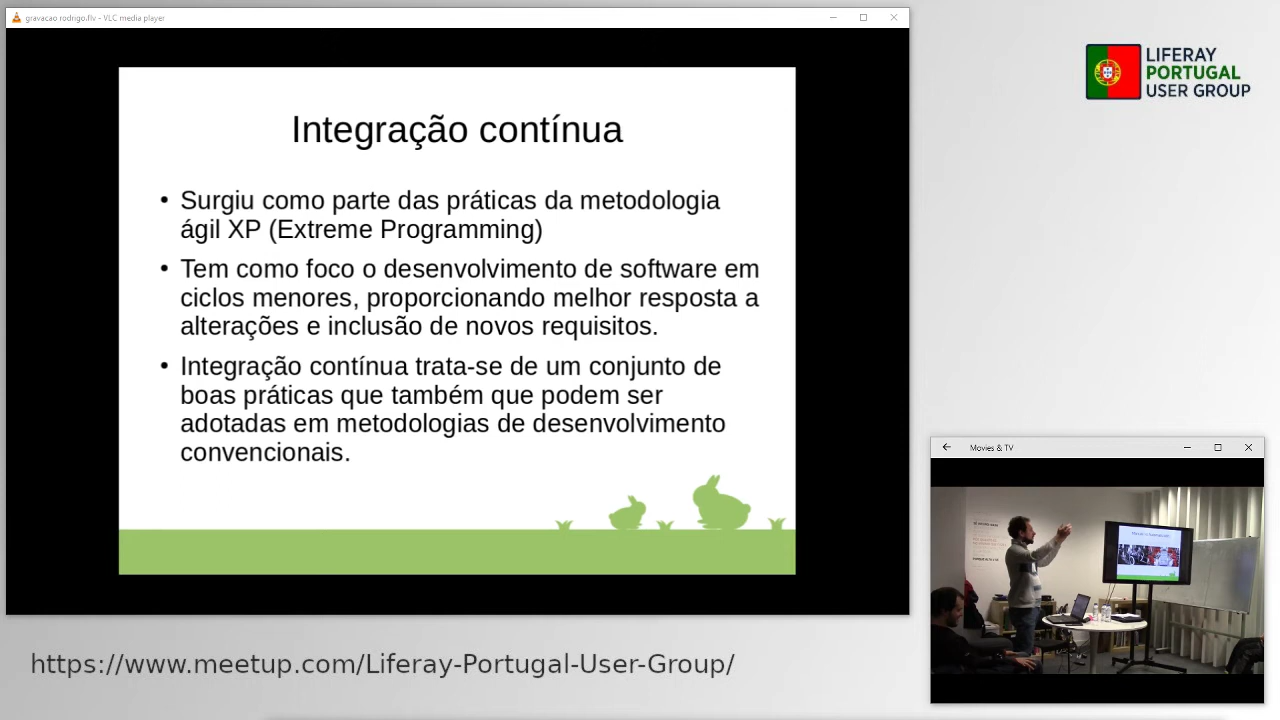 gravacao rodrigo.flv - VLC media player
LIFERAY
PORTUGAL
USER GROUP
Integração contínua
• Surgiu como parte das práticas da metodologia
ágil XP (Extreme Programming)
• Tem como foco o desenvolvimento de software em
ciclos menores, proporcionando melhor resposta a
alterações e inclusão de novos requisitos.
• Integração contínua trata-se de um conjunto de
boas práticas que também que podem ser
adotadas em metodologias de desenvolvimento
convencionais.
Movies & TV
https://www.meetup.com/Liferay-Portugal-User-Group/